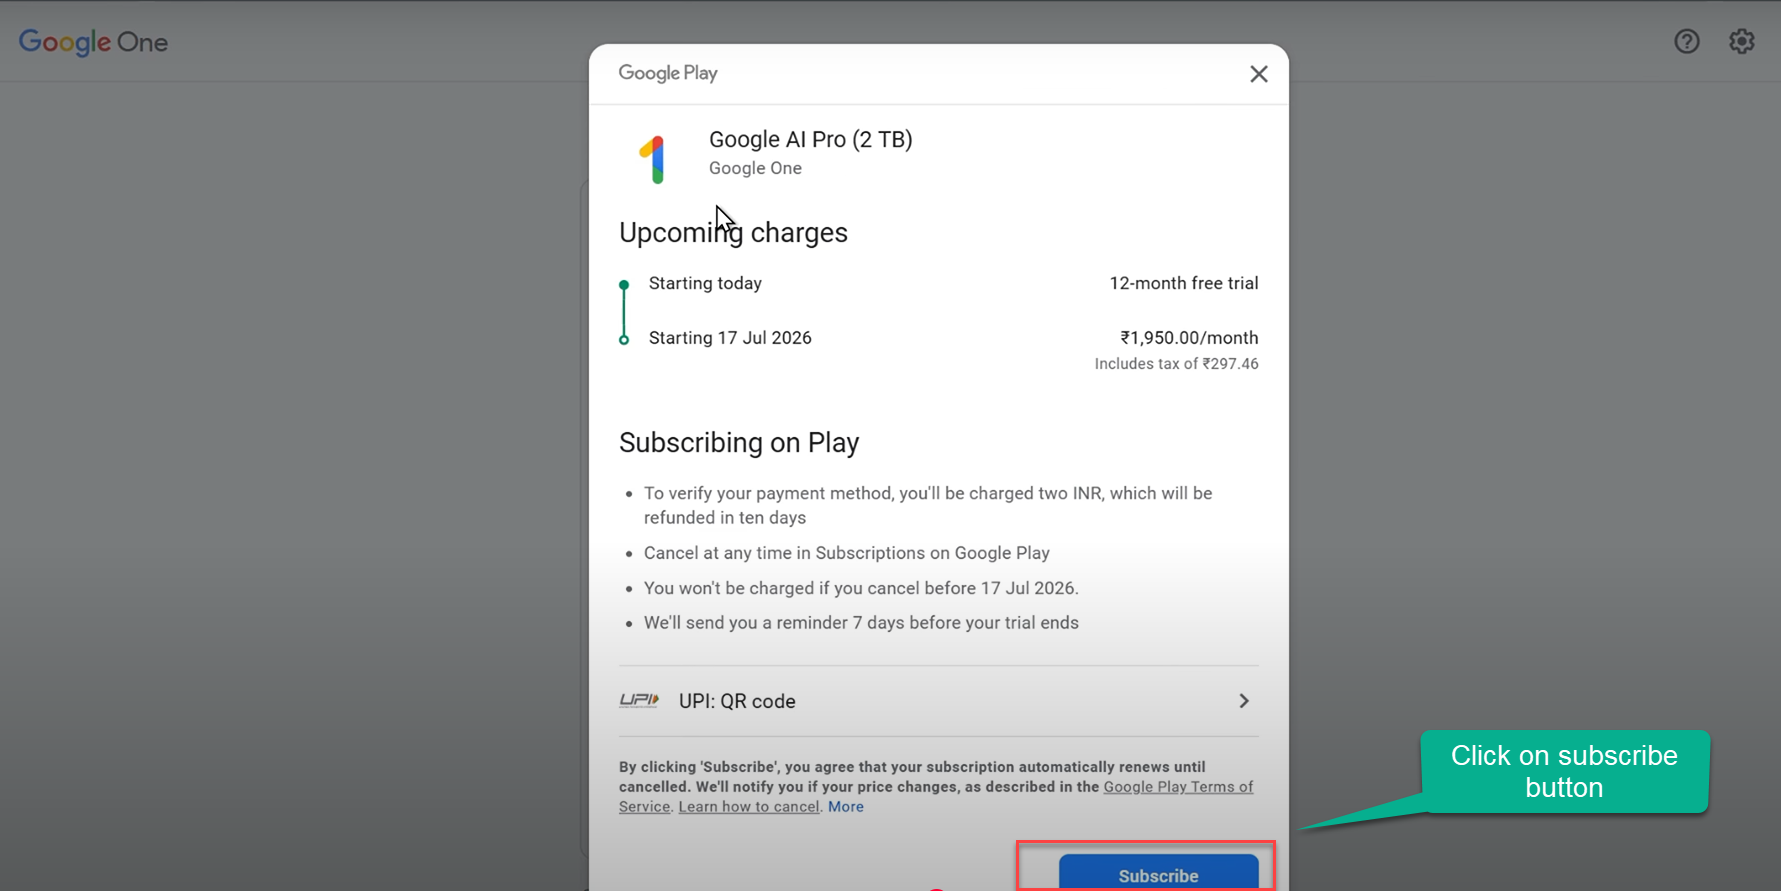 Google One
Google Play
Google AI Pro (2 TB)
Google One
Upcoming charges
Starting today
12-month free trial
Starting 17 Jul 2026
₹1,950.00/month
Includes tax of ₹297.46
Subscribing on Play
• To verify your payment method, you'll be charged two INR, which will be
refunded in ten days
• Cancel at any time in Subscriptions on Google Play
• You won't be charged if you cancel before 17 Jul 2026.
• We'll send you a reminder 7 days before your trial ends
UPI UPI: QR code
By clicking 'Subscribe', you agree that your subscription automatically renews until
cancelled. We'll notify you if your price changes, as described in the Google Play Terms of
Service. Learn how to cancel. More
Click on subscribe
button
Subscribe